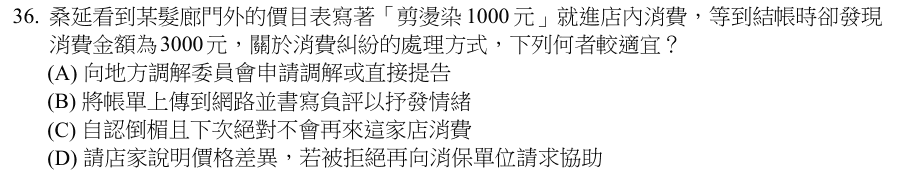 36. 桑延看到某髮廊門外的價目表寫著「剪燙染 1000 元」就進店內消費，等到結帳時卻發現
消費金額為 3000 元，關於消費糾紛的處理方式，下列何者較適宜？
(A) 向地方調解委員會申請調解或直接提告
(B) 將帳單上傳到網路並書寫負評以抒發情緒
(C) 自認倒楣且下次絕對不會再來這家店消費
(D) 請店家說明價格差異，若被拒絕再向消保單位請求協助